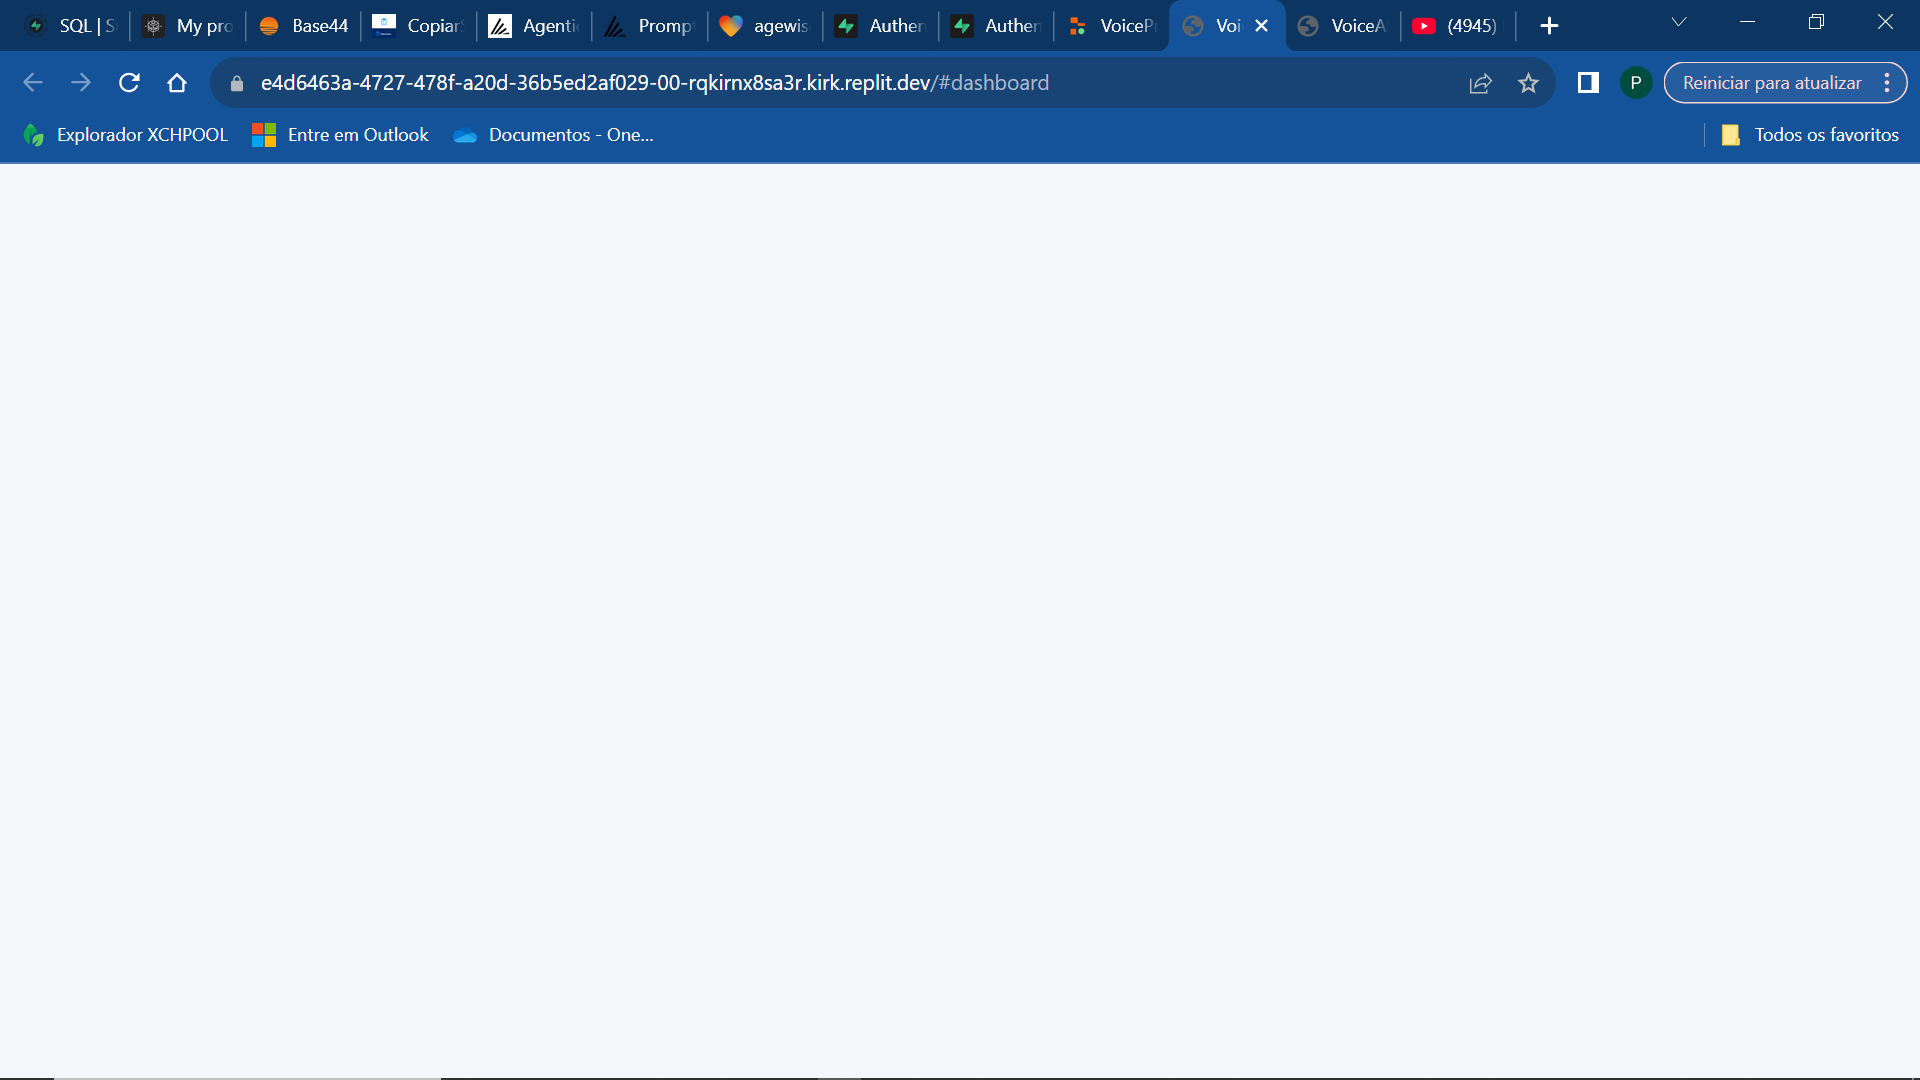 SQL | S
My pro
Base44
Copiar
Agenti
Promp
agewis
Authen
Authen
VoiceP
Voi
VoiceA
(4945)
e4d6463a-4727-478f-a20d-36b5ed2af029-00-rqkirnx8sa3r.kirk.replit.dev/#dashboard
P
Reiniciar para atualizar
Explorador XCHPOOL
Entre em Outlook
Documentos - One...
Todos os favoritos